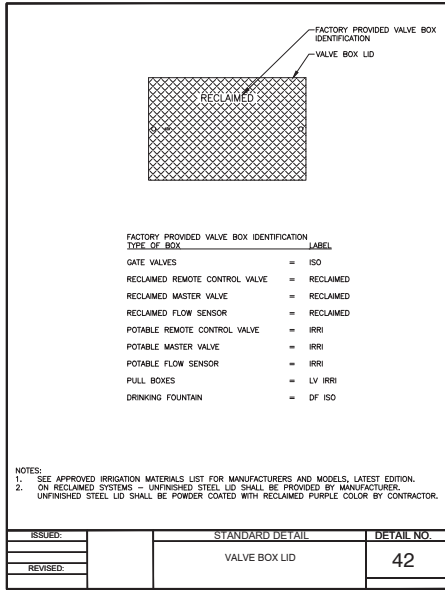 FACTORY PROVIDED VALVE BOX
IDENTIFICATION
VALVE BOX LID
RECLAIMED
FACTORY PROVIDED VALVE BOX IDENTIFICATION
TYPE OF BOX LABEL
GATE VALVES = ISO
RECLAIMED REMOTE CONTROL VALVE = RECLAIMED
RECLAIMED MASTER VALVE = RECLAIMED
RECLAIMED FLOW SENSOR = RECLAIMED
POTABLE REMOTE CONTROL VALVE = IRRI
POTABLE MASTER VALVE = IRRI
POTABLE FLOW SENSOR = IRRI
PULL BOXES = LV IRRI
DRINKING FOUNTAIN = DF ISO
NOTES:
1. SEE APPROVED IRRIGATION MATERIALS LIST FOR MANUFACTURERS AND MODELS, LATEST EDITION.
2. ON RECLAIMED SYSTEMS – UNFINISHED STEEL LID SHALL BE PROVIDED BY MANUFACTURER.
UNFINISHED STEEL LID SHALL BE POWDER COATED WITH RECLAIMED PURPLE COLOR BY CONTRACTOR.
ISSUED: STANDARD DETAIL DETAIL NO.
VALVE BOX LID 42
REVISED: